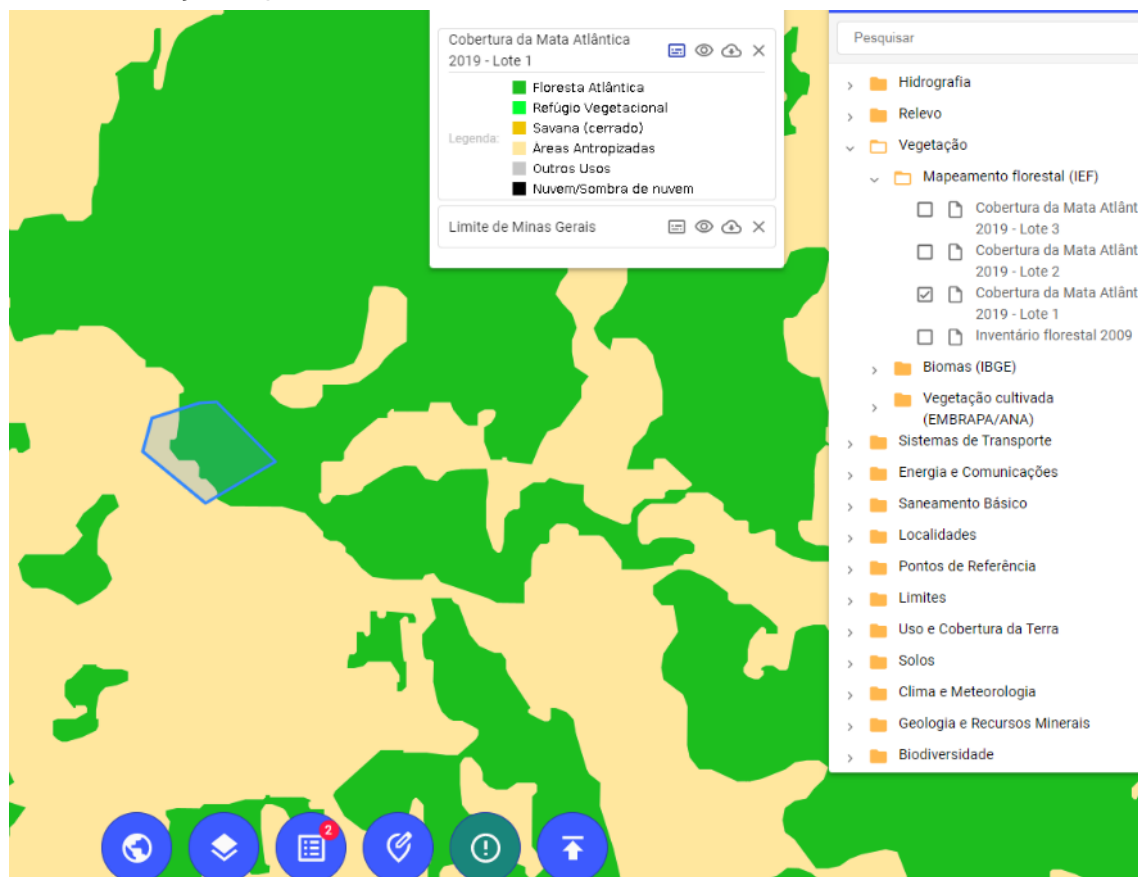 Cobertura da Mata Atlântica
2019 - Lote 1
Legenda:
Floresta Atlântica
Refúgio Vegetacional
Savana (cerrado)
Áreas Antropizadas
Outros Usos
Nuvem/Sombra de nuvem
Limite de Minas Gerais
Pesquisar
Hidrografia
Relevo
Vegetação
Mapeamento florestal (IEF)
Cobertura da Mata Atlânt
2019 - Lote 3
Cobertura da Mata Atlânt
2019 - Lote 2
Cobertura da Mata Atlânt
2019 - Lote 1
Inventário florestal 2009
Biomas (IBGE)
Vegetação cultivada
(EMBRAPA/ANA)
Sistemas de Transporte
Energia e Comunicações
Saneamento Básico
Localidades
Pontos de Referência
Limites
Uso e Cobertura da Terra
Solos
Clima e Meteorologia
Geologia e Recursos Minerais
Biodiversidade
2